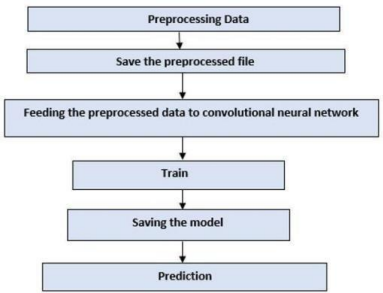 Preprocessing Data
Save the preprocessed file
Feeding the preprocessed data to convolutional neural network
Train
Saving the model
Prediction